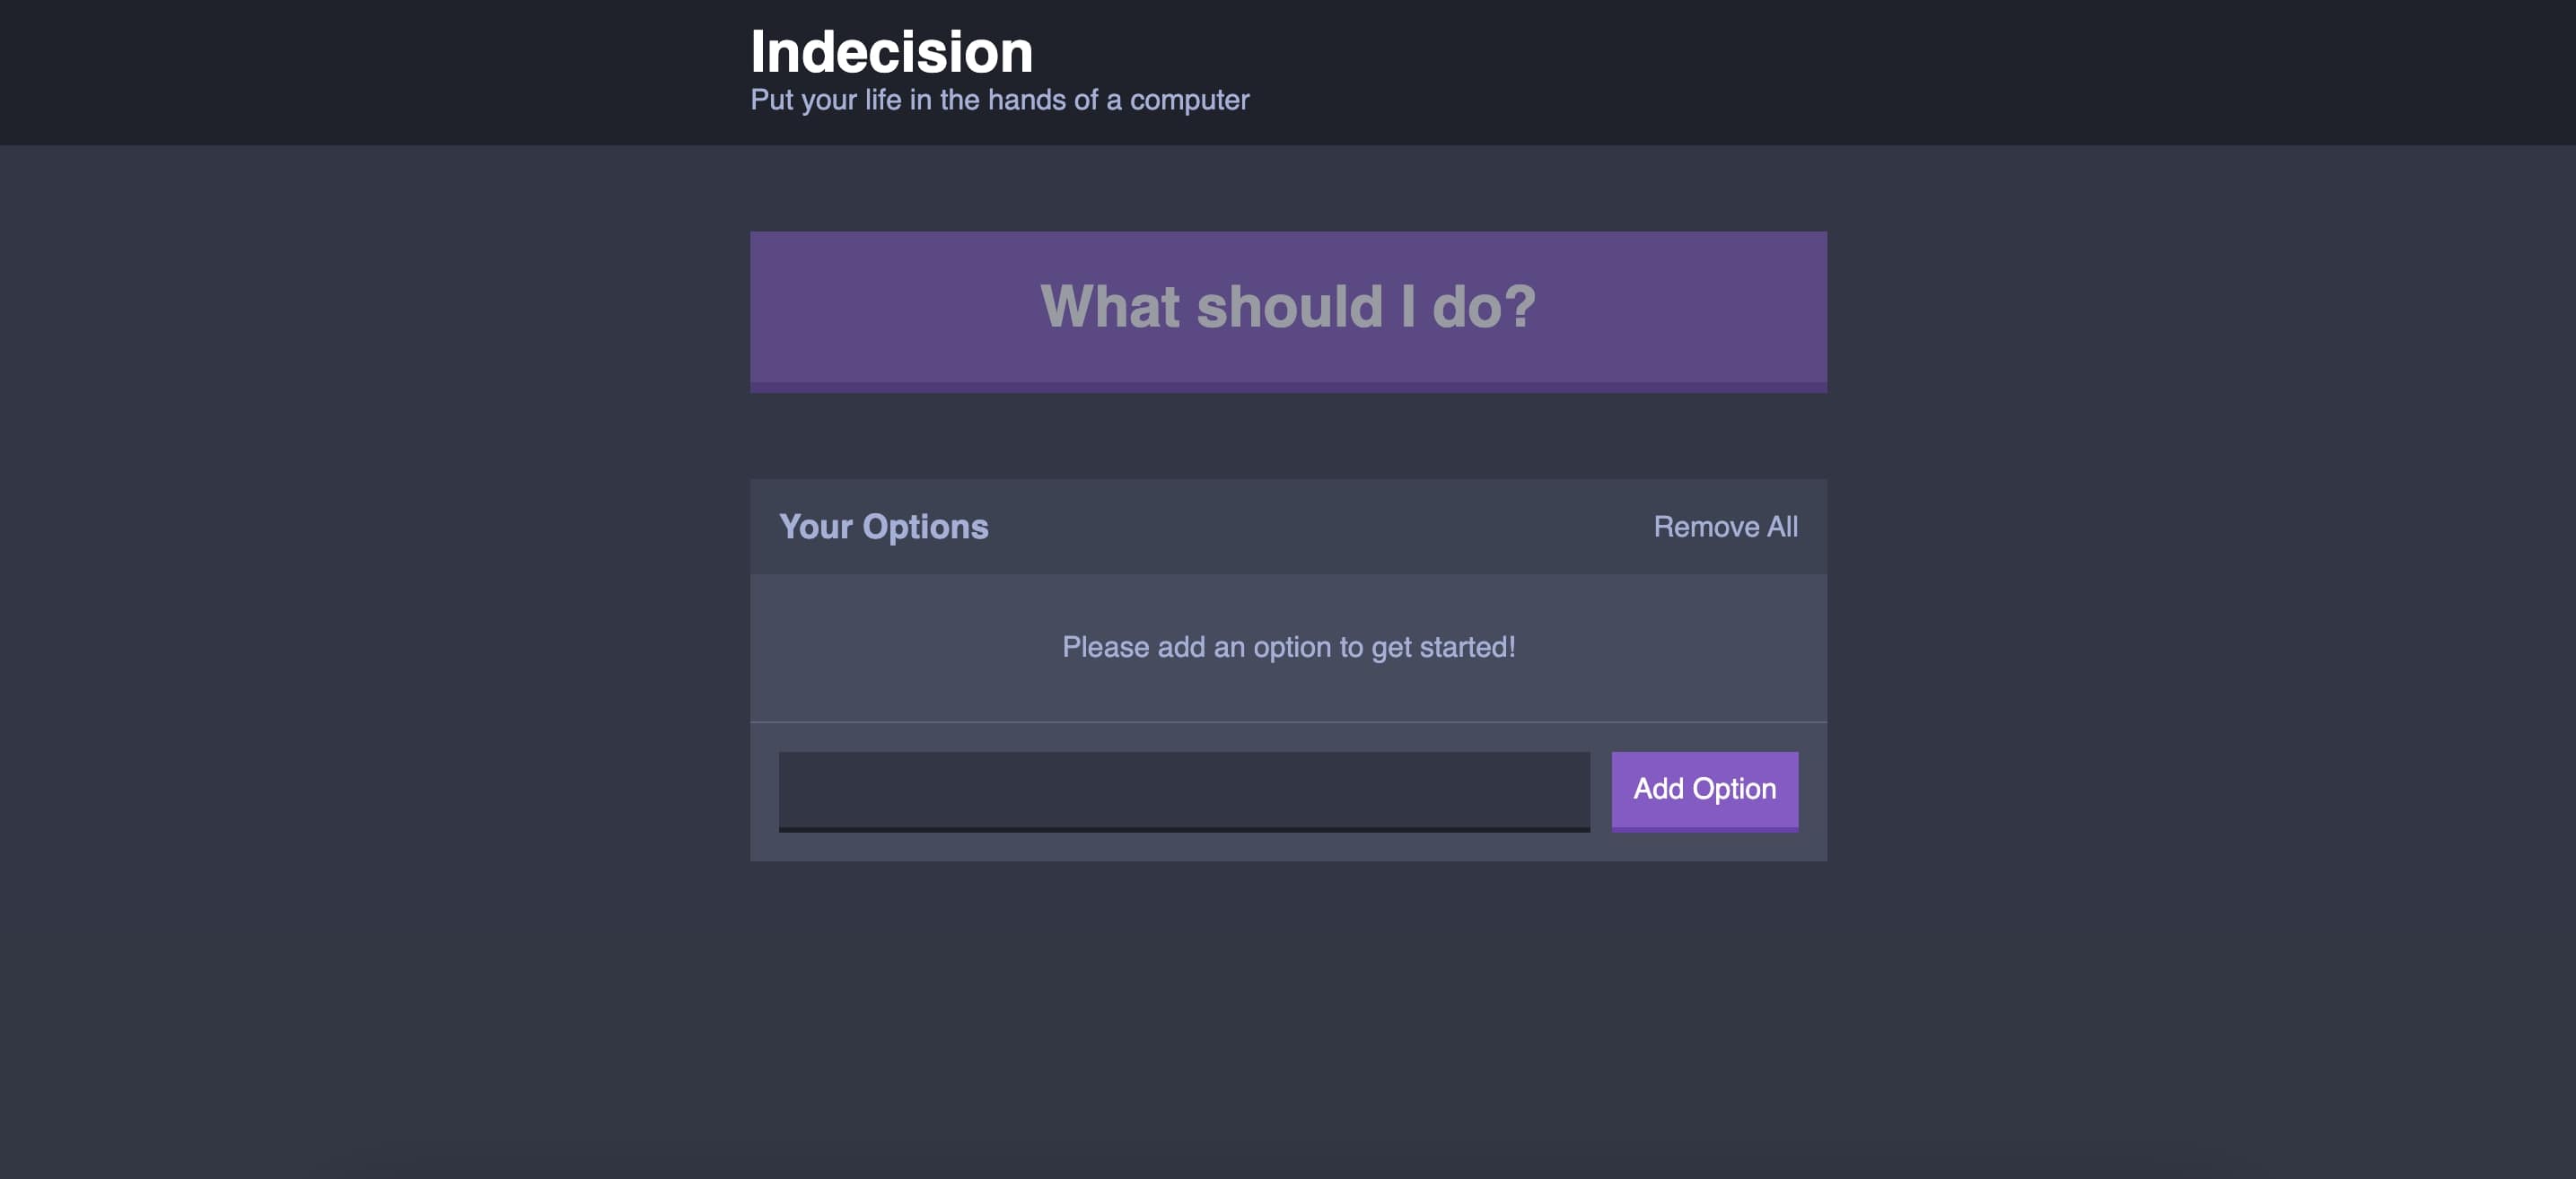 Indecision
Put your life in the hands of a computer
What should I do?
Your Options
Remove All
Please add an option to get started!
Add Option